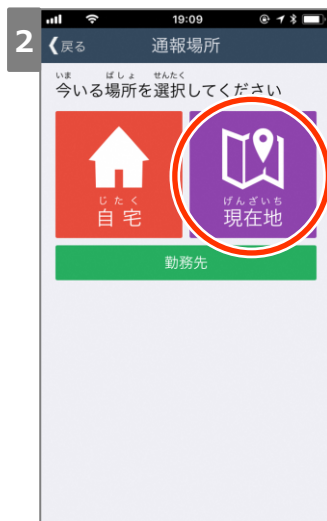 2
19:09
戻る
通報場所
いま ばしょ せんたく
今いる場所を選択してください
じたく
自宅
げんざいち
現在地
勤務先